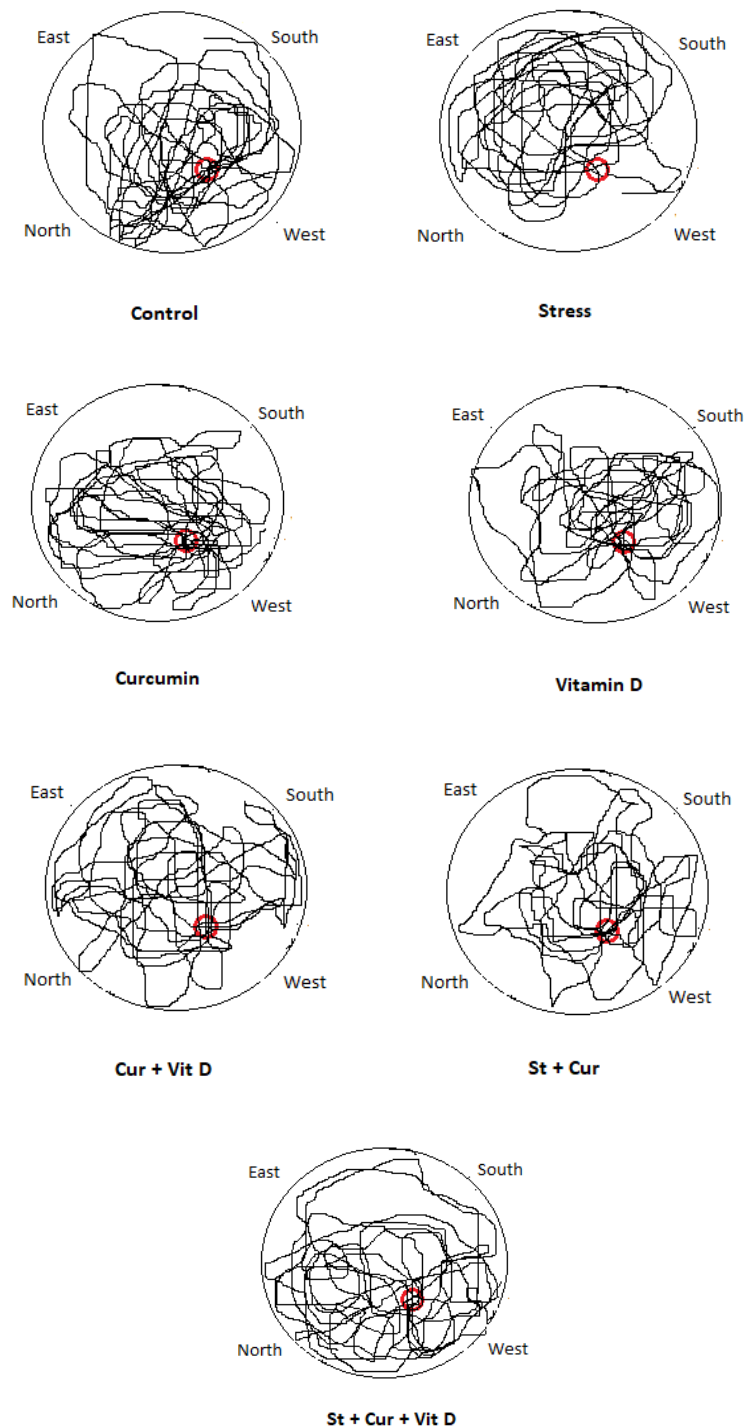 East South
East South
North West
North West
Control
Stress
East South
East South
North West
North West
Curcumin
Vitamin D
East South
East South
North West
North West
Cur + Vit D
St + Cur
East South
North West
St + Cur + Vit D